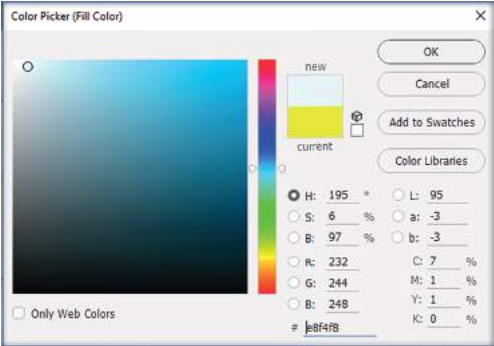 Color Picker (Fill Color)
new
current
OK
Cancel
Add to Swatches
Color Libraries
H: 195 °
S: 6 %
B: 97 %
R: 232
G: 244
B: 248
# e8f4f8
L: 95
a: -3
b: -3
C: 7 %
M: 1 %
Y: 1 %
K: 0 %
Only Web Colors